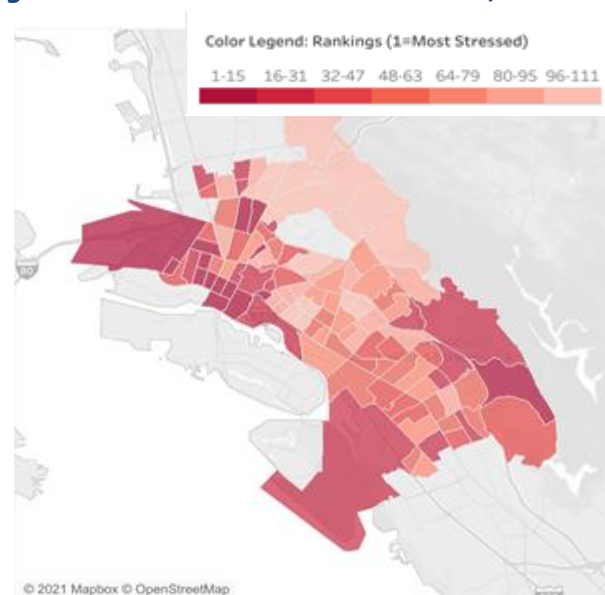 Color Legend: Rankings (1=Most Stressed)
1-15 16-31 32-47 48-63 64-79 80-95 96-111
80
© 2021 Mapbox © OpenStreetMap